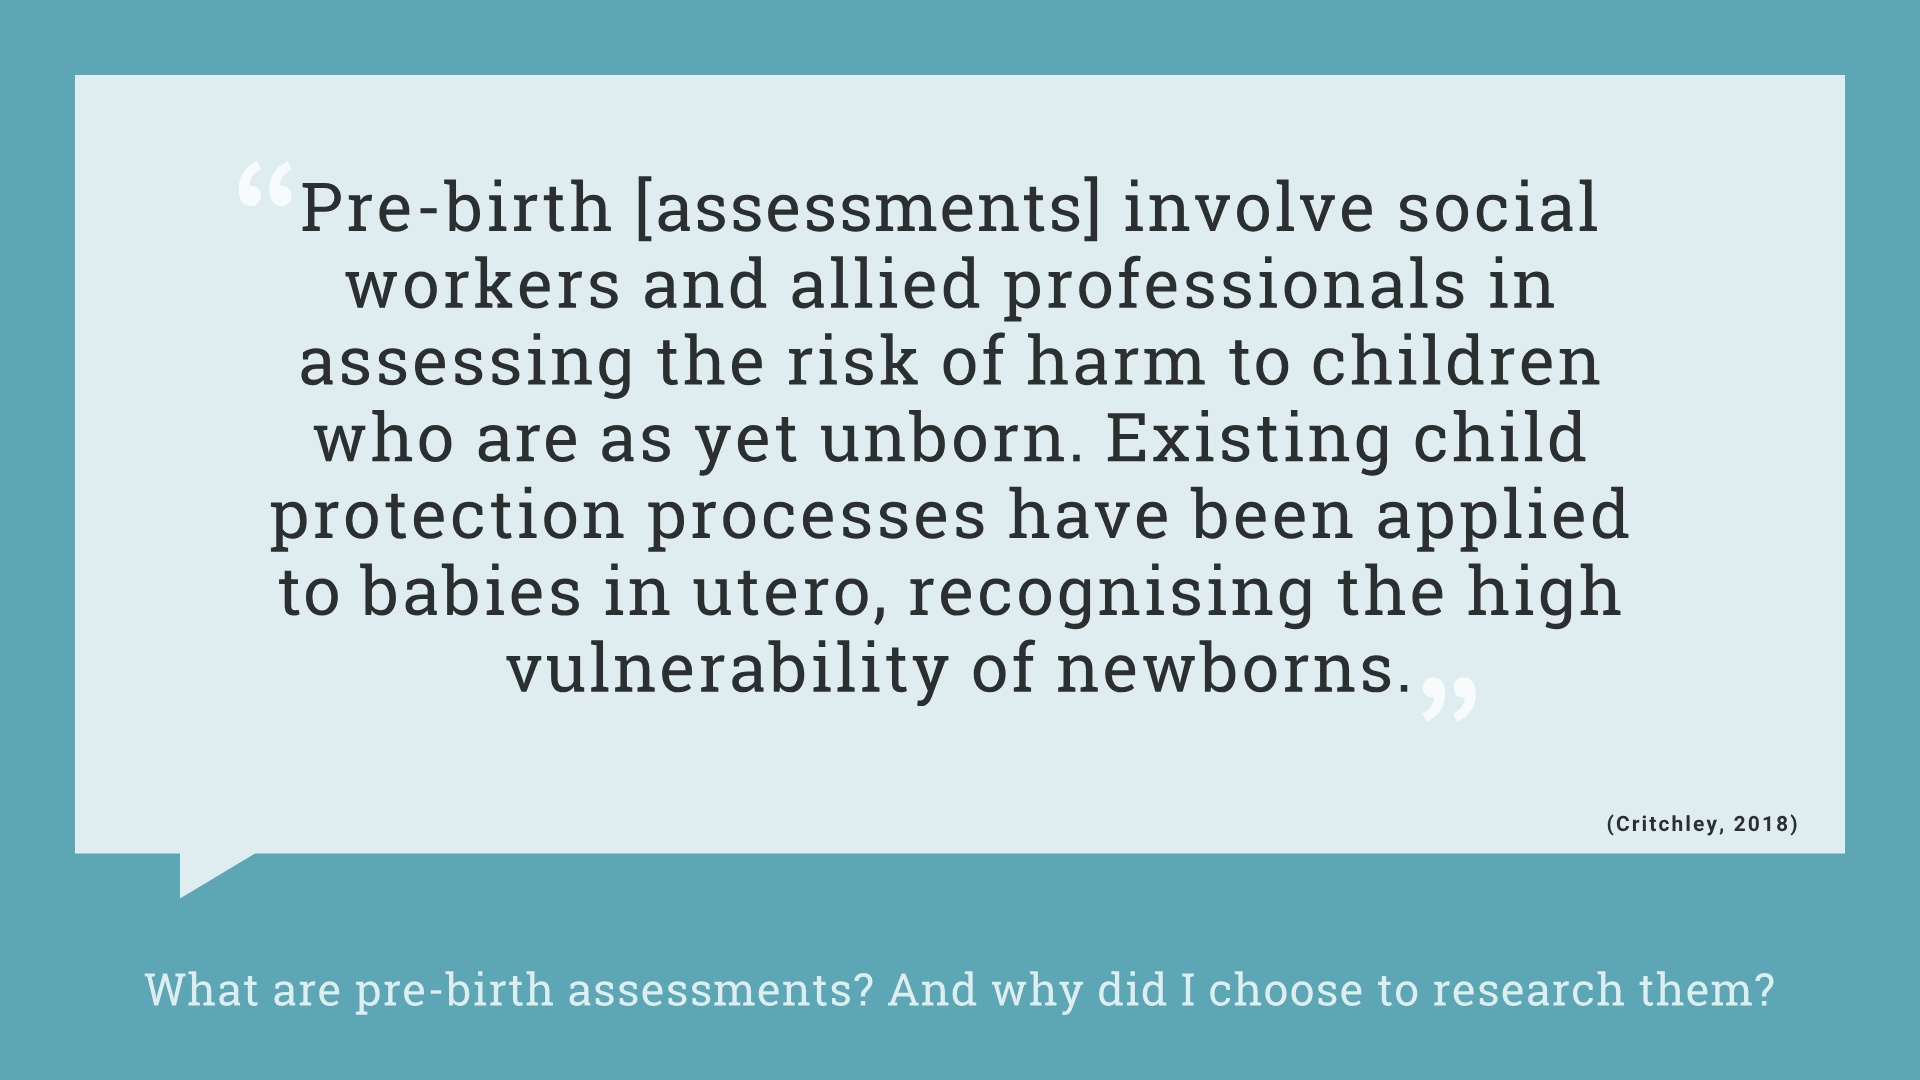 “Pre-birth [assessments] involve social
workers and allied professionals in
assessing the risk of harm to children
who are as yet unborn. Existing child
protection processes have been applied
to babies in utero, recognising the high
vulnerability of newborns.”
(Critchley, 2018)
What are pre-birth assessments? And why did I choose to research them?